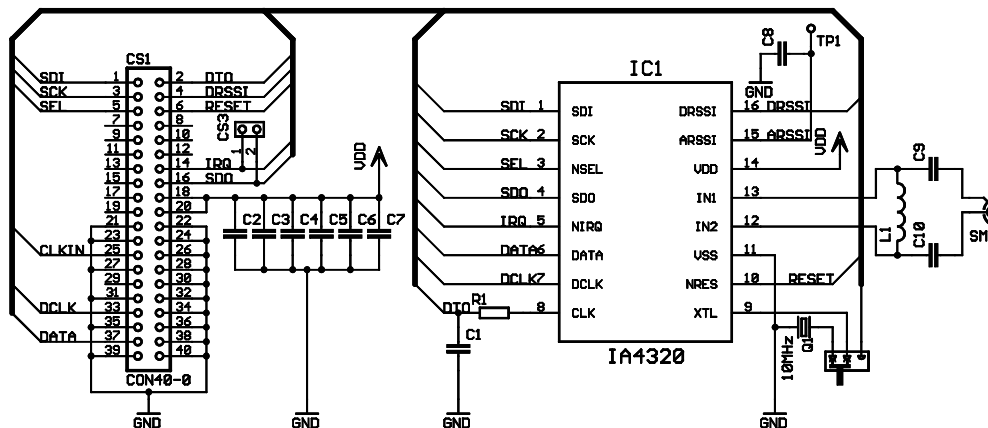 CS1
SDI 1 2 DTO
SCK 3 4 DRSSI
SEL 5 6 RESET
7 8
9 10
11 12
13 14 IRQ
15 16 SDO
17 18
19 20
21 22
23 24
CLKIN 25 26
27 28
29 30
31 32
DCLK 33 34
35 36
DATA 37 38
39 40
CON40-0
GND
CS3
1 2
VDD
C2 C3 C4 C5 C6 C7
GND
IC1
SDI 1 SDI DRSSI 16 DRSSI
SCK 2 SCK ARSSI 15 ARSSI
SEL 3 NSEL VDD 14
SDO 4 SDO IN1 13
IRQ 5 NIRQ IN2 12
DATA6 DATA VSS 11
DCLK7 DCLK NRES 10 RESET
DTO R1 8 CLK XTL 9
IA4320
C1
GND
C8
GND
TP1
VDD
C9
L1
C10
SM
10MHz
Q1
GND